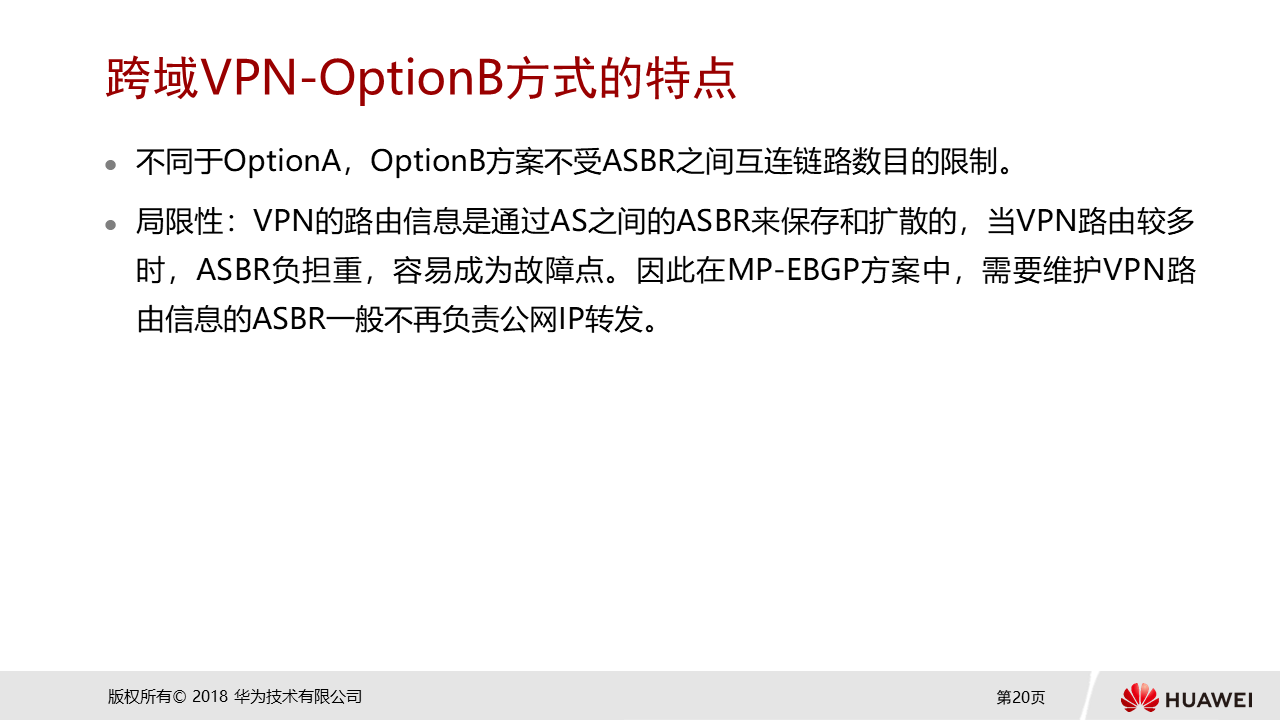 跨域VPN-OptionB方式的特点
不同于OptionA，OptionB方案不受ASBR之间互连链路数目的限制。
局限性：VPN的路由信息是通过AS之间的ASBR来保存和扩散的，当VPN路由较多
时，ASBR负担重，容易成为故障点。因此在MP-EBGP方案中，需要维护VPN路
由信息的ASBR一般不再负责公网IP转发。
版权所有© 2018 华为技术有限公司
第20页
HUAWEI